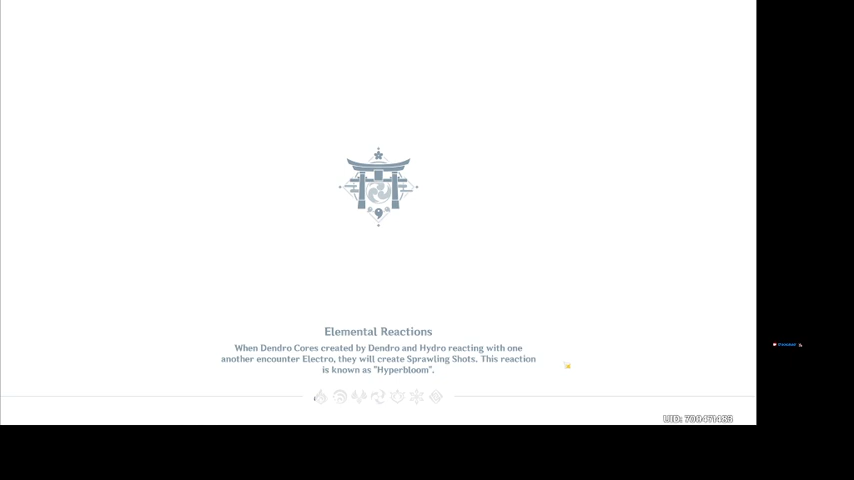 Elemental Reactions
When Dendro Cores created by Dendro and Hydro reacting with one
another encounter Electro, they will create Sprawling Shots. This reaction
is known as "Hyperbloom".